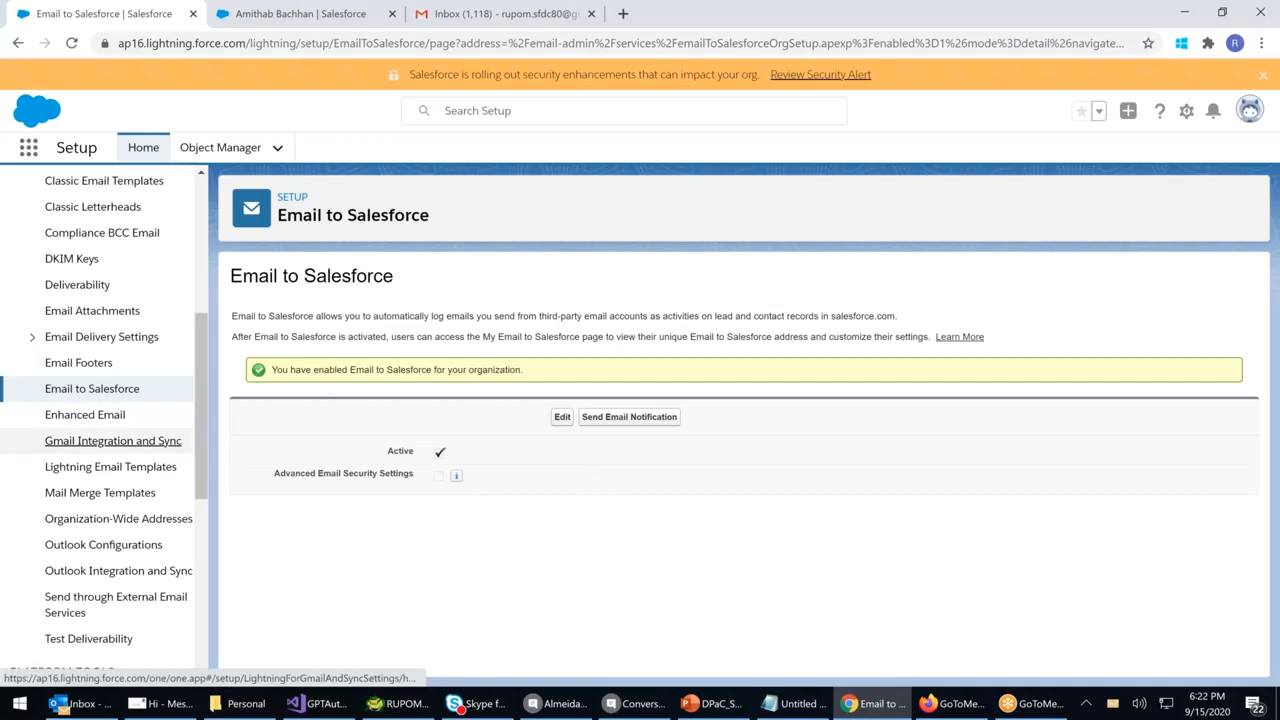 Email to Salesforce | Salesforce
Amithab Bachhan | Salesforce
Inbox (1,118) - rupom.sfdc80@g
ap16.lightning.force.com/lightning/setup/EmailToSalesforce/page?address=%2Femail-admin%2Fservices%2FemailToSalesforceOrgSetup.apexp%3Fenabled%3D1%26mode%3Ddetail%26navigate...
R
Salesforce is rolling out security enhancements that can impact your org. Review Security Alert
Search Setup
Setup
Home
Object Manager
Classic Email Templates
Classic Letterheads
Compliance BCC Email
DKIM Keys
Deliverability
Email Attachments
Email Delivery Settings
Email Footers
Email to Salesforce
Enhanced Email
Gmail Integration and Sync
Lightning Email Templates
Mail Merge Templates
Organization-Wide Addresses
Outlook Configurations
Outlook Integration and Sync
Send through External Email
Services
Test Deliverability
SETUP
Email to Salesforce
Email to Salesforce
Email to Salesforce allows you to automatically log emails you send from third-party email accounts as activities on lead and contact records in salesforce.com.
After Email to Salesforce is activated, users can access the My Email to Salesforce page to view their unique Email to Salesforce address and customize their settings. Learn More
You have enabled Email to Salesforce for your organization.
Edit
Send Email Notification
Active
Advanced Email Security Settings
https://ap16.lightning.force.com/one/one.app#/setup/LightningForGmailAndSyncSettings/h...
Inbox - ...
Hi - Mes...
Personal
GPTAut...
RUPOM...
Skype f...
Almeida...
Convers...
DPaC_S...
Untitled ...
Email to ...
GoToMe...
GoToMe...
6:22 PM
9/15/2020
22